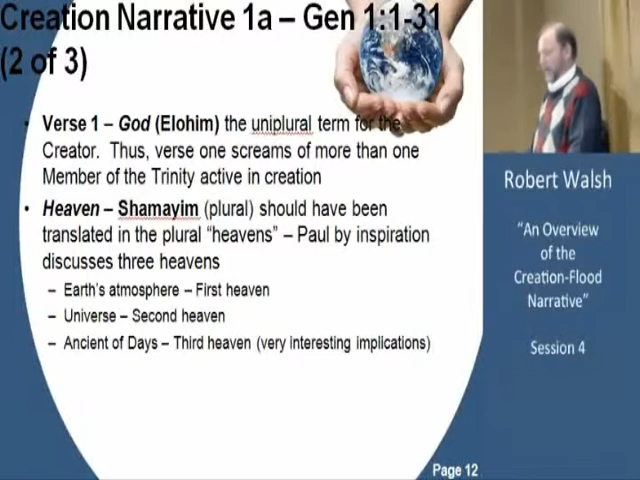 Creation Narrative 1a – Gen 1:1-31
(2 of 3)
• Verse 1 – God (Elohim) the uniplural term for the
Creator. Thus, verse one screams of more than one
Member of the Trinity active in creation
• Heaven – Shamayim (plural) should have been
translated in the plural “heavens” – Paul by inspiration
discusses three heavens
– Earth’s atmosphere – First heaven
– Universe – Second heaven
– Ancient of Days – Third heaven (very interesting implications)
Page 12
Robert Walsh
“An Overview
of the
Creation-Flood
Narrative”
Session 4